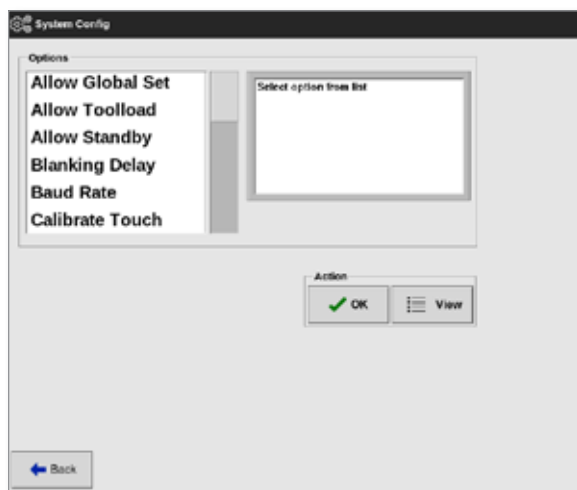 System Config
Options
Allow Global Set
Allow Toolload
Allow Standby
Blanking Delay
Baud Rate
Calibrate Touch
Select option from list
Action
OK
View
Back